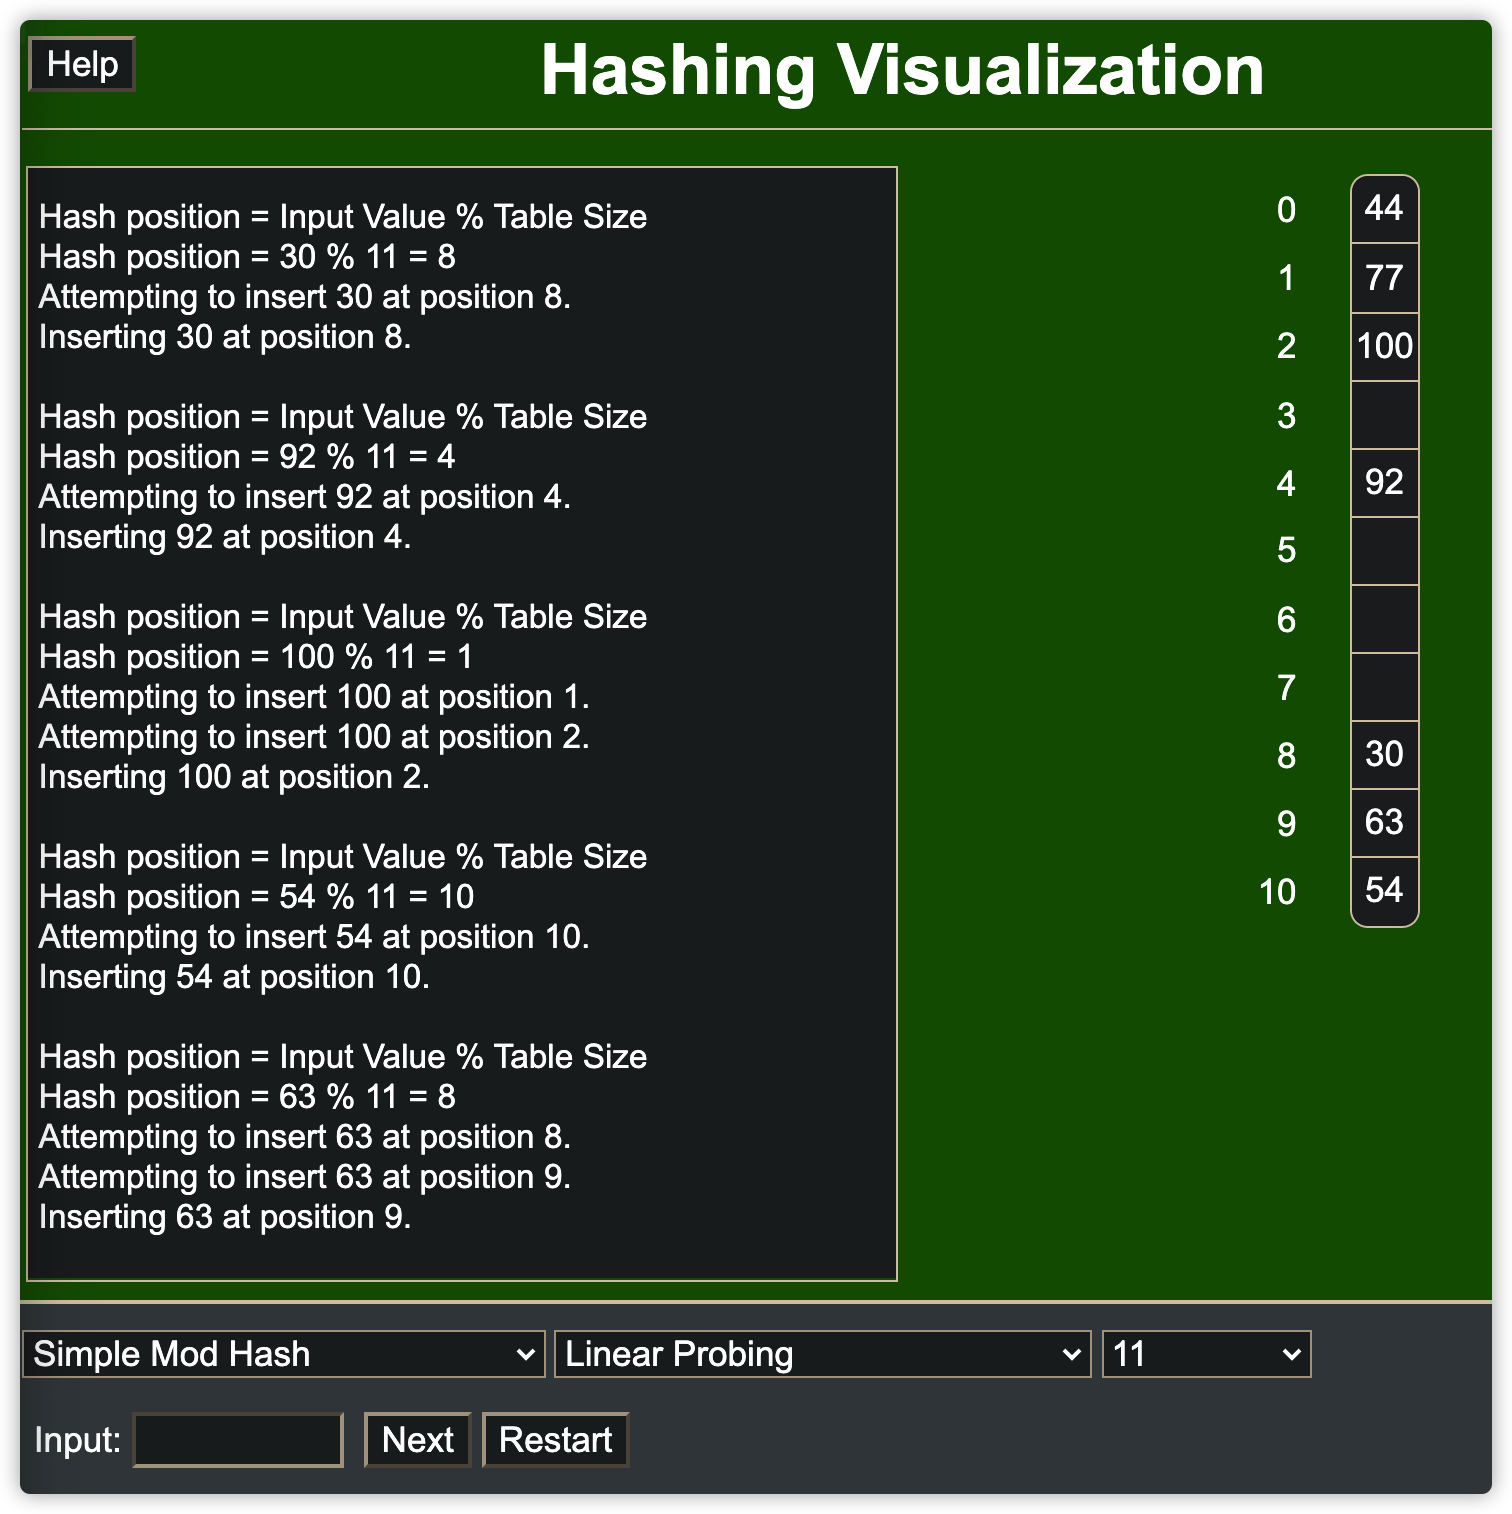 Help
Hashing Visualization
Hash position = Input Value % Table Size
Hash position = 30 % 11 = 8
Attempting to insert 30 at position 8.
Inserting 30 at position 8.
Hash position = Input Value % Table Size
Hash position = 92 % 11 = 4
Attempting to insert 92 at position 4.
Inserting 92 at position 4.
Hash position = Input Value % Table Size
Hash position = 100 % 11 = 1
Attempting to insert 100 at position 1.
Attempting to insert 100 at position 2.
Inserting 100 at position 2.
Hash position = Input Value % Table Size
Hash position = 54 % 11 = 10
Attempting to insert 54 at position 10.
Inserting 54 at position 10.
Hash position = Input Value % Table Size
Hash position = 63 % 11 = 8
Attempting to insert 63 at position 8.
Attempting to insert 63 at position 9.
Inserting 63 at position 9.
0 44
1 77
2 100
3
4 92
5
6
7
8 30
9 63
10 54
Simple Mod Hash Linear Probing 11
Input: Next Restart